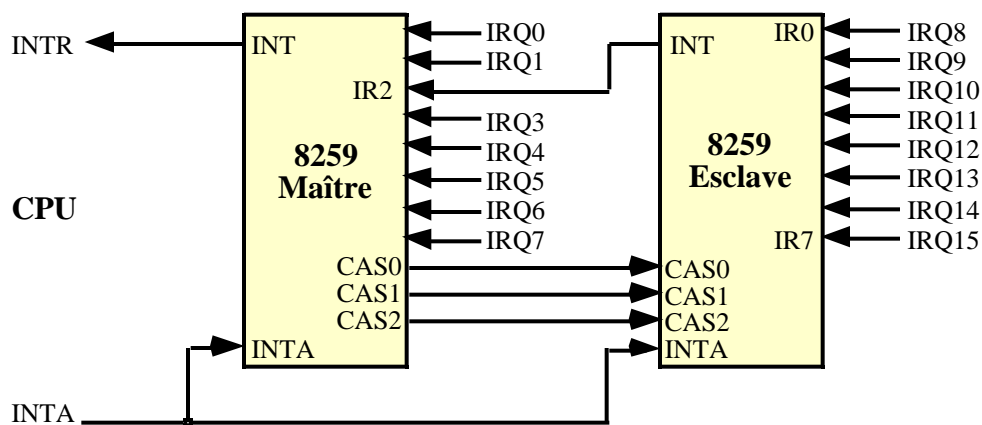 INTR
INT
IRQ0
IRQ1
IR2
IRQ3
IRQ4
IRQ5
IRQ6
IRQ7
8259
Maître
CAS0
CAS1
CAS2
INTA
INT
IR0
IRQ8
IRQ9
IRQ10
IRQ11
IRQ12
IRQ13
IRQ14
IRQ15
8259
Esclave
IR7
CAS0
CAS1
CAS2
INTA
CPU
INTA